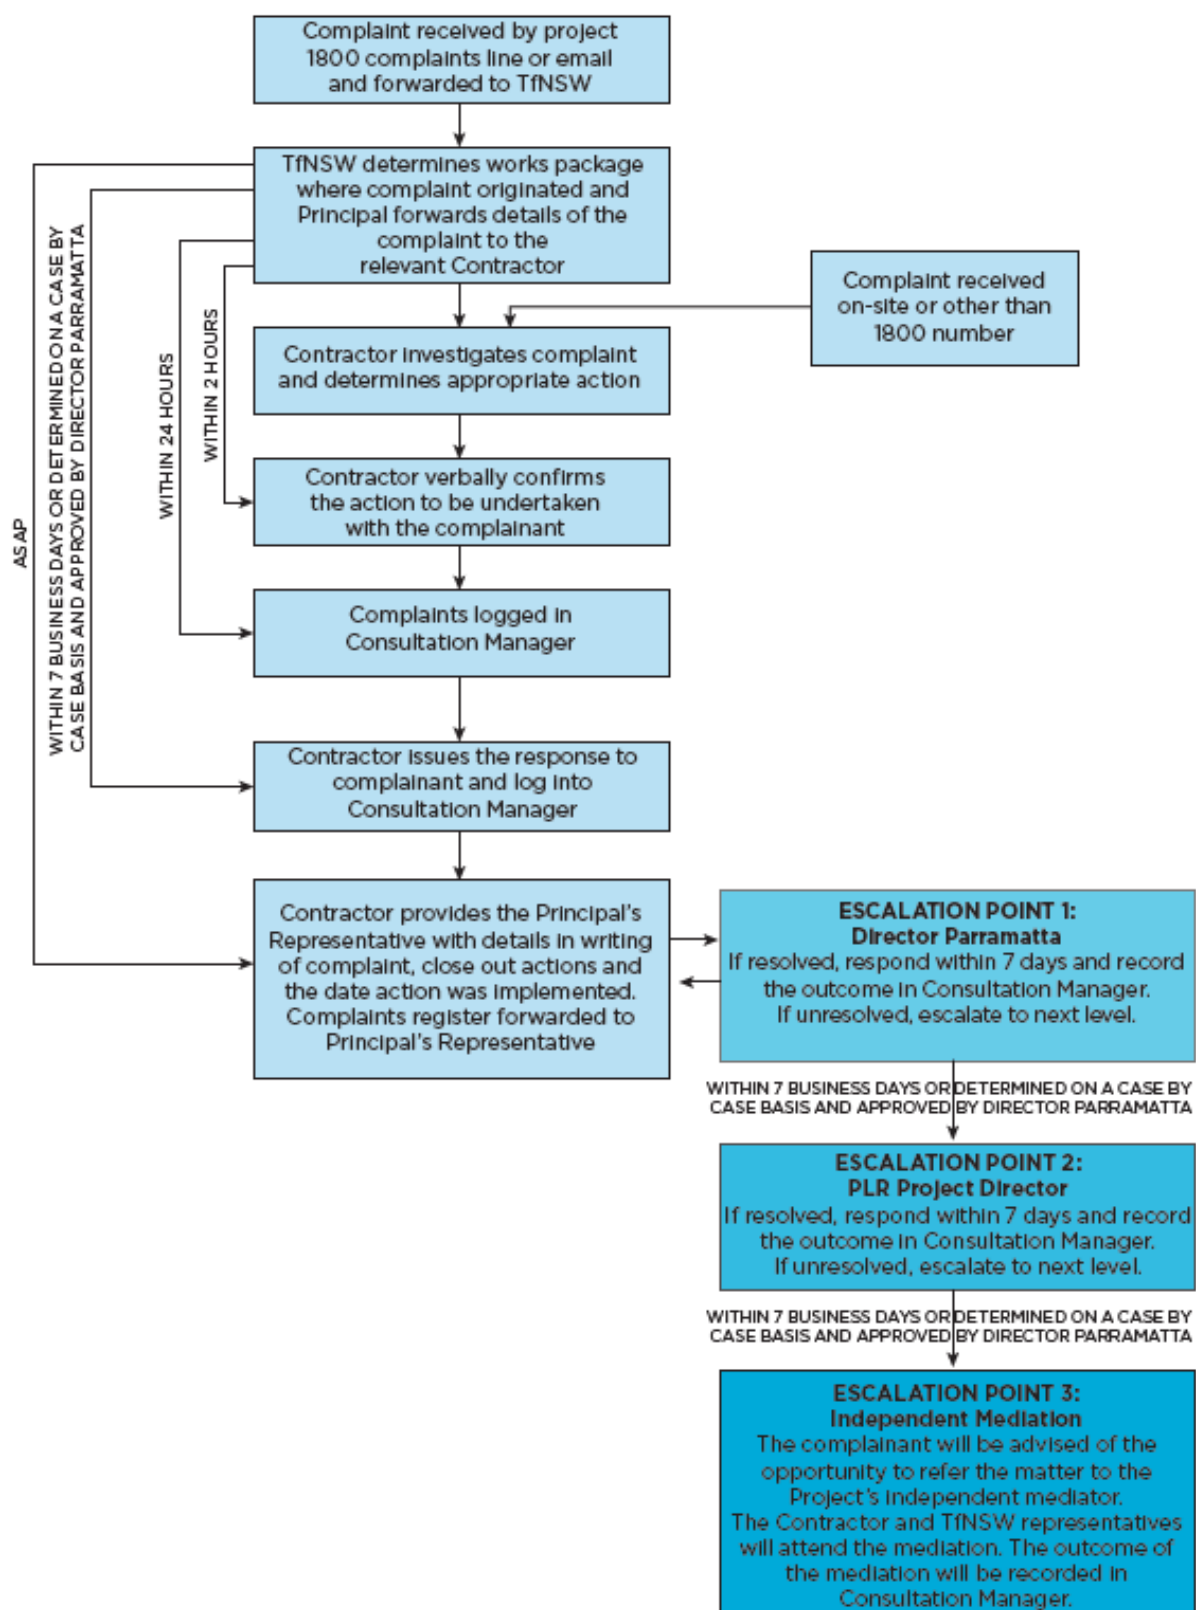 Complaint received by project
1800 complaints line or email
and forwarded to TfNSW
TfNSW determines works package
where complaint originated and
Principal forwards details of the
complaint to the
relevant Contractor
Complaint received
on-site or other than
1800 number
Contractor investigates complaint
and determines appropriate action
Contractor verbally confirms
the action to be undertaken
with the complainant
Complaints logged in
Consultation Manager
Contractor issues the response to
complainant and log into
Consultation Manager
Contractor provides the Principal's
Representative with details in writing
of complaint, close out actions and
the date action was implemented.
Complaints register forwarded to
Principal's Representative
ASAP
WITHIN 7 BUSINESS DAYS OR DETERMINED ON A CASE BY
CASE BASIS AND APPROVED BY DIRECTOR PARRAMATTA
WITHIN 24 HOURS
WITHIN 2 HOURS
ESCALATION POINT 1:
Director Parramatta
If resolved, respond within 7 days and record
the outcome in Consultation Manager.
If unresolved, escalate to next level.
WITHIN 7 BUSINESS DAYS OR DETERMINED ON A CASE BY
CASE BASIS AND APPROVED BY DIRECTOR PARRAMATTA
ESCALATION POINT 2:
PLR Project Director
If resolved, respond within 7 days and record
the outcome in Consultation Manager.
If unresolved, escalate to next level.
WITHIN 7 BUSINESS DAYS OR DETERMINED ON A CASE BY
CASE BASIS AND APPROVED BY DIRECTOR PARRAMATTA
ESCALATION POINT 3:
Independent Mediation
The complainant will be advised of the
opportunity to refer the matter to the
Project's independent mediator.
The Contractor and TfNSW representatives
will attend the mediation. The outcome of
the mediation will be recorded in
Consultation Manager.